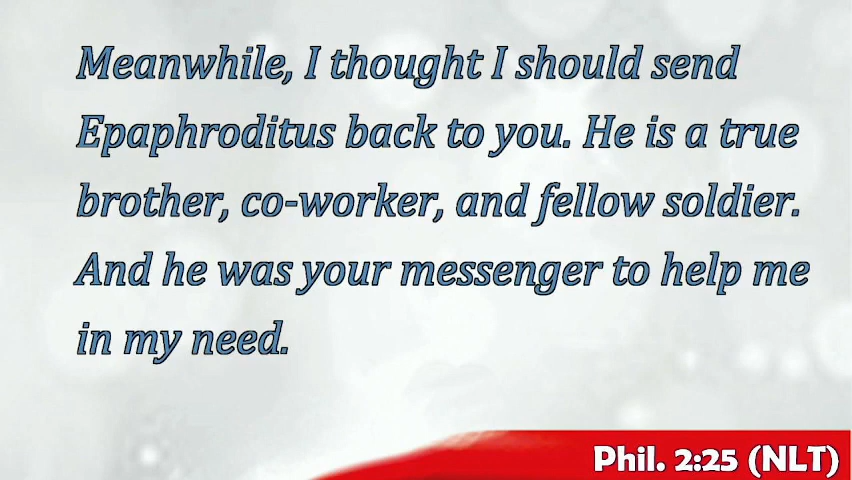 Meanwhile, I thought I should send
Epaphroditus back to you. He is a true
brother, co-worker, and fellow soldier.
And he was your messenger to help me
in my need.
Phil. 2:25 (NLT)